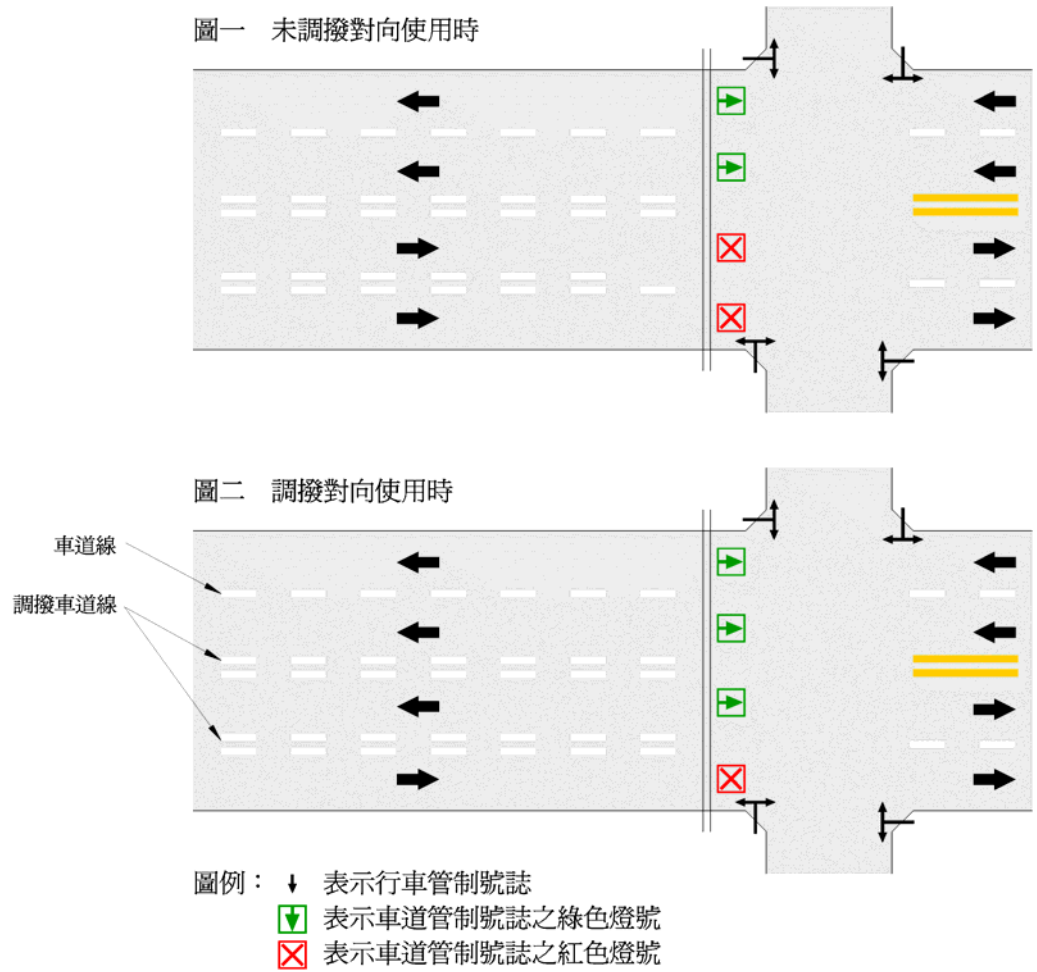 圖一 未調撥對向使用時
圖二 調撥對向使用時
車道線
調撥車道線
圖例： 表示行車管制號誌
表示車道管制號誌之綠色燈號
表示車道管制號誌之紅色燈號